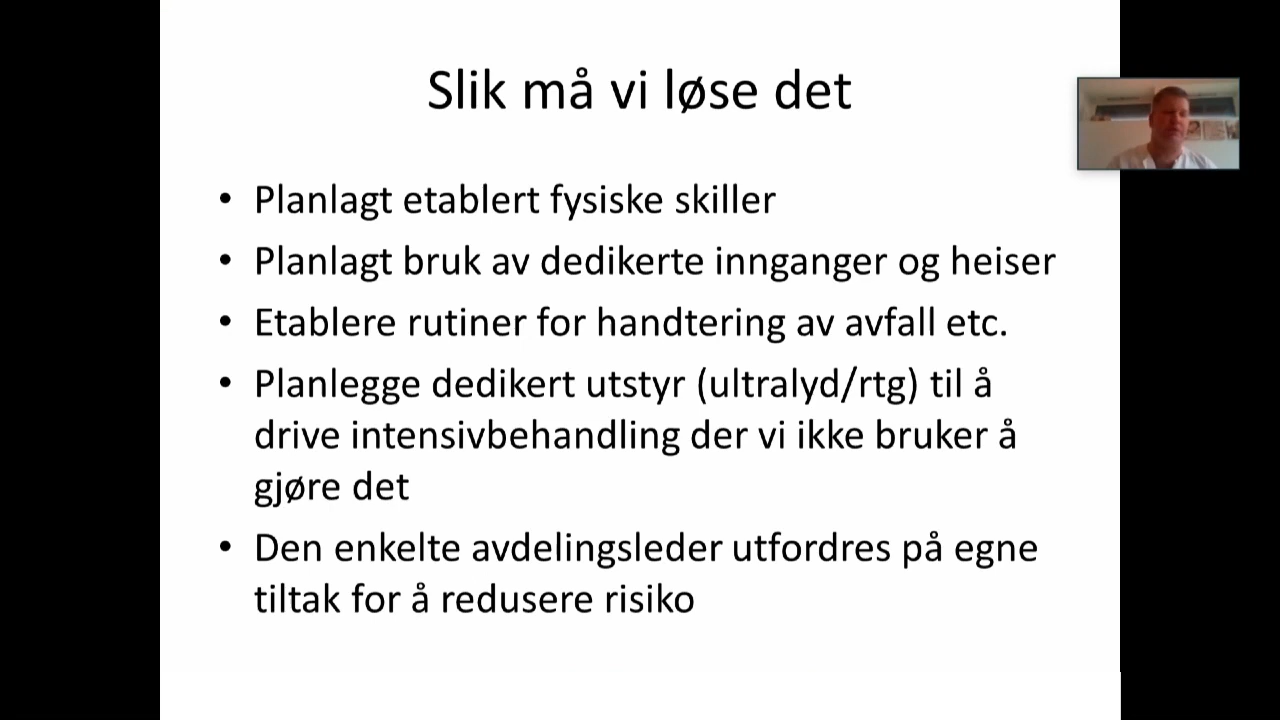 Slik må vi løse det
• Planlagt etablert fysiske skiller
• Planlagt bruk av dedikerte innganger og heiser
• Etablere rutiner for handtering av avfall etc.
• Planlegge dedikert utstyr (ultralyd/rtg) til å
drive intensivbehandling der vi ikke bruker å
gjøre det
• Den enkelte avdelingsleder utfordres på egne
tiltak for å redusere risiko